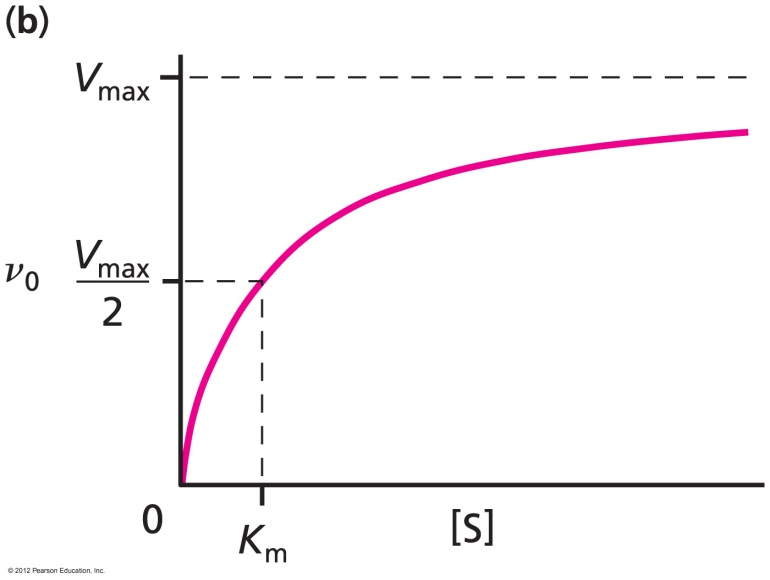 (b)
Vmax
Vmax
2
ν0
0
Km
[S]
© 2012 Pearson Education, Inc.